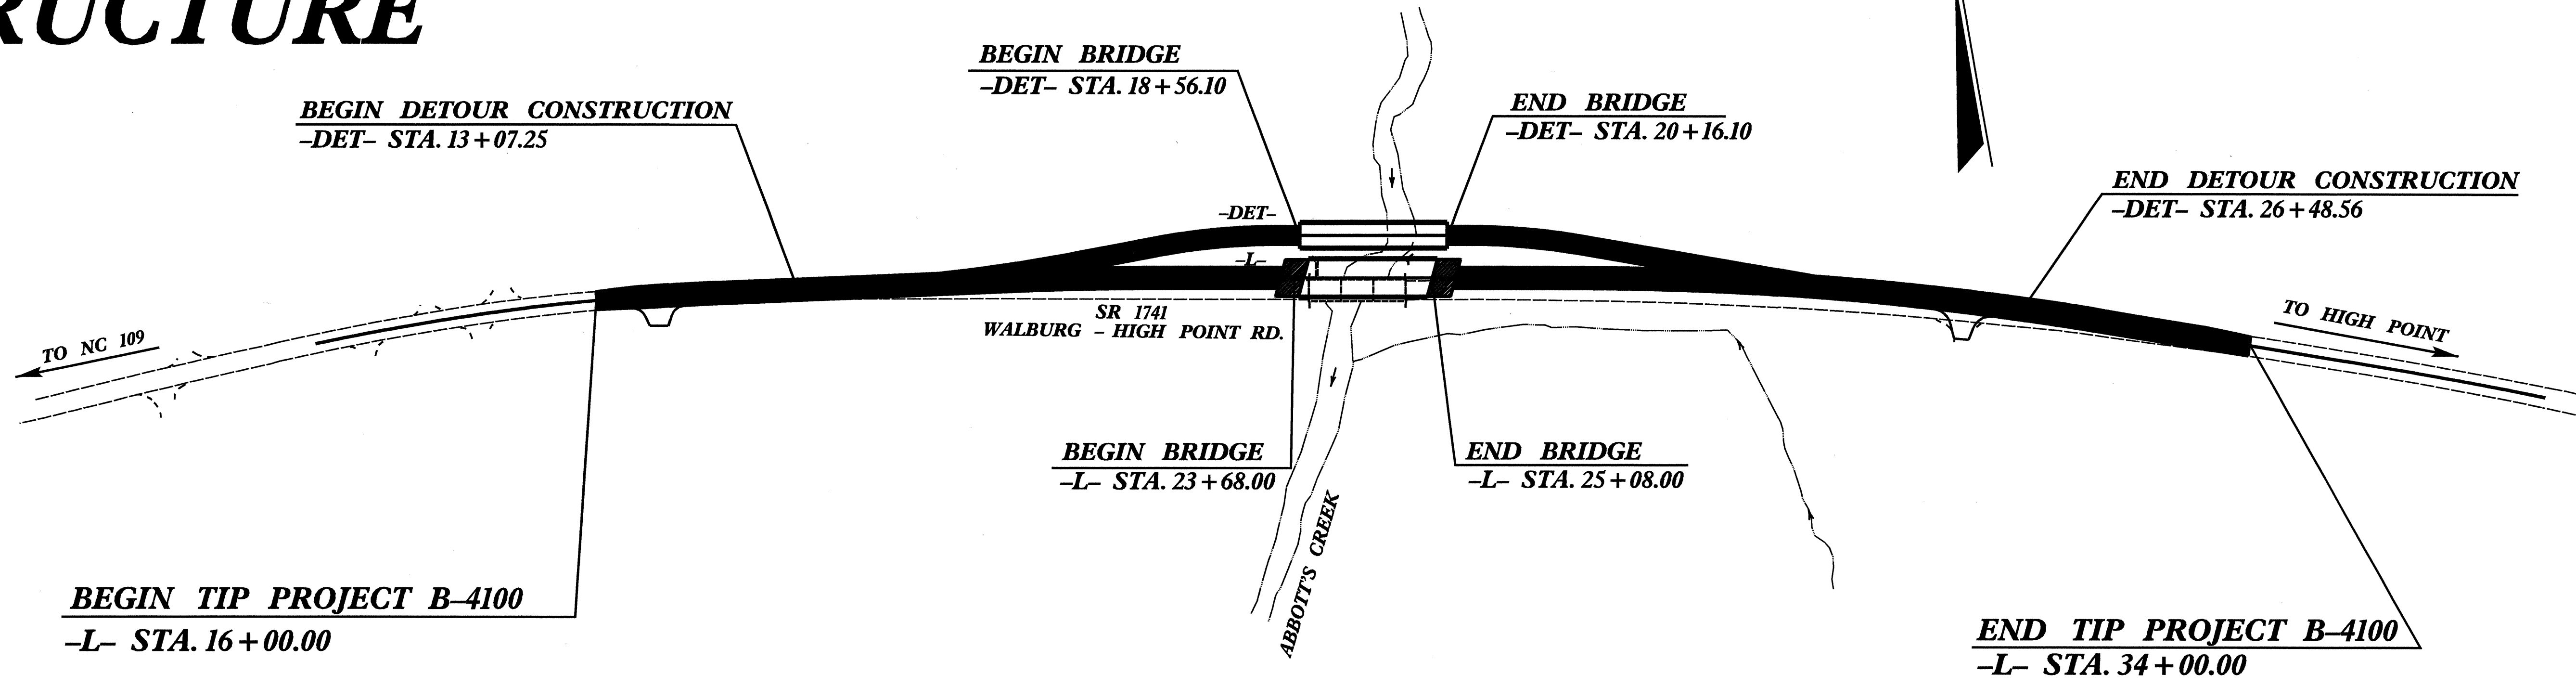 RUCTURE
BEGIN BRIDGE
–DET– STA. 18+56.10
END BRIDGE
–DET– STA. 20+16.10
BEGIN DETOUR CONSTRUCTION
–DET– STA. 13+07.25
END DETOUR CONSTRUCTION
–DET– STA. 26+48.56
–DET–
–L–
SR 1741
WALBURG – HIGH POINT RD.
TO NC 109
TO HIGH POINT
BEGIN BRIDGE
–L– STA. 23+68.00
END BRIDGE
–L– STA. 25+08.00
ABBOTT'S CREEK
BEGIN TIP PROJECT B–4100
–L– STA. 16+00.00
END TIP PROJECT B–4100
–L– STA. 34+00.00